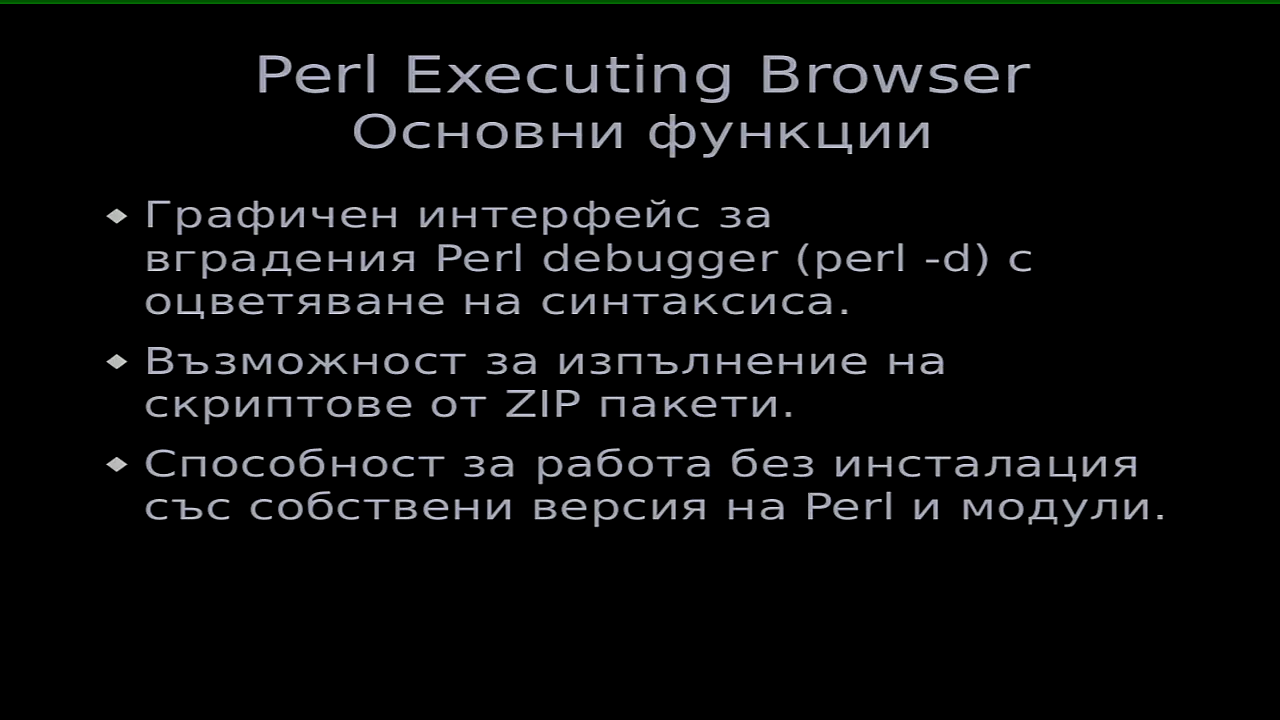 Perl Executing Browser
Основни функции
Графичен интерфейс за
вградения Perl debugger (perl -d) с
оцветяване на синтаксиса.
Възможност за изпълнение на
скриптове от ZIP пакети.
Способност за работа без инсталация
със собствени версия на Perl и модули.